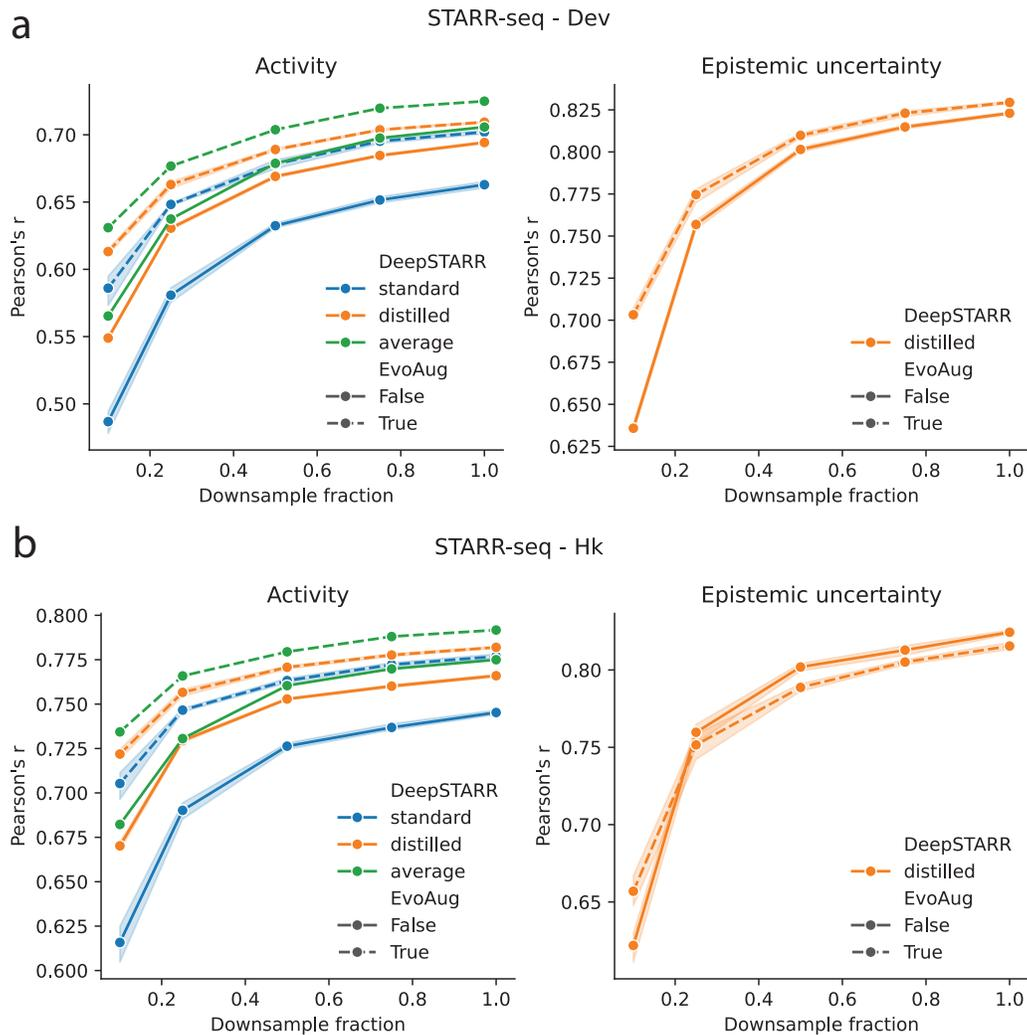 a
STARR-seq - Dev
Activity
Pearson's r
0.70
0.65
0.60
0.55
0.50
DeepSTARR
standard
distilled
average
EvoAug
False
True
0.2 0.4 0.6 0.8 1.0
Downsample fraction
Epistemic uncertainty
Pearson's r
0.825
0.800
0.775
0.750
0.725
0.700
0.675
0.650
0.625
DeepSTARR
distilled
EvoAug
False
True
0.2 0.4 0.6 0.8 1.0
Downsample fraction
b
STARR-seq - Hk
Activity
Pearson's r
0.800
0.775
0.750
0.725
0.700
0.675
0.650
0.625
0.600
DeepSTARR
standard
distilled
average
EvoAug
False
True
0.2 0.4 0.6 0.8 1.0
Downsample fraction
Epistemic uncertainty
Pearson's r
0.80
0.75
0.70
0.65
DeepSTARR
distilled
EvoAug
False
True
0.2 0.4 0.6 0.8 1.0
Downsample fraction